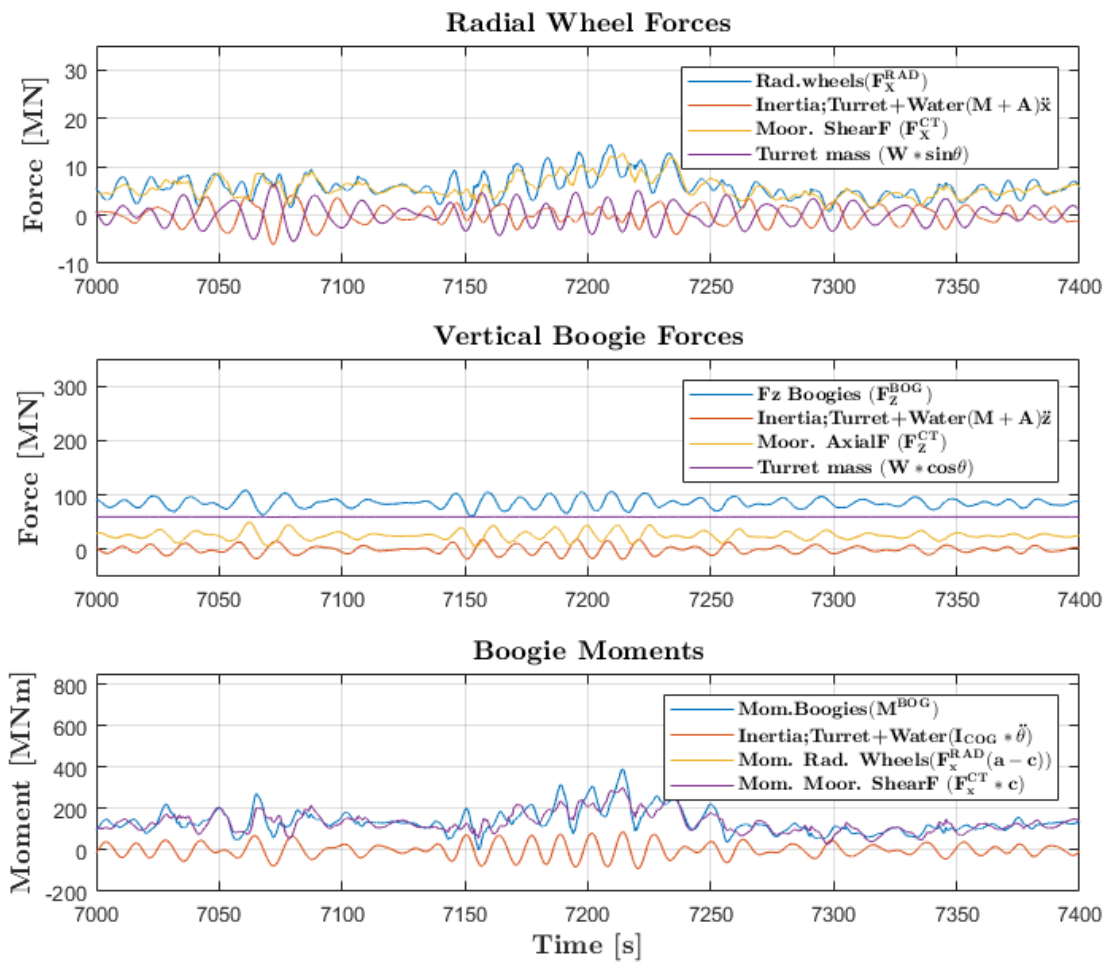 Radial Wheel Forces
Force [MN]
30
20
10
0
-10
Rad.wheels(F_X^RAD)
Inertia;Turret+Water(M + A)ẍ
Moor. ShearF (F_X^CT)
Turret mass (W * sinθ)
7000 7050 7100 7150 7200 7250 7300 7350 7400
Vertical Boogie Forces
Force [MN]
300
200
100
0
Fz Boogies (F_Z^BOG)
Inertia;Turret+Water(M + A)z̈
Moor. AxialF (F_Z^CT)
Turret mass (W * cosθ)
7000 7050 7100 7150 7200 7250 7300 7350 7400
Boogie Moments
Moment [MNm]
800
600
400
200
0
-200
Mom.Boogies(M^BOG)
Inertia;Turret+Water(I_COG * θ̈)
Mom. Rad. Wheels(F_x^RAD(a − c))
Mom. Moor. ShearF (F_x^CT * c)
7000 7050 7100 7150 7200 7250 7300 7350 7400
Time [s]